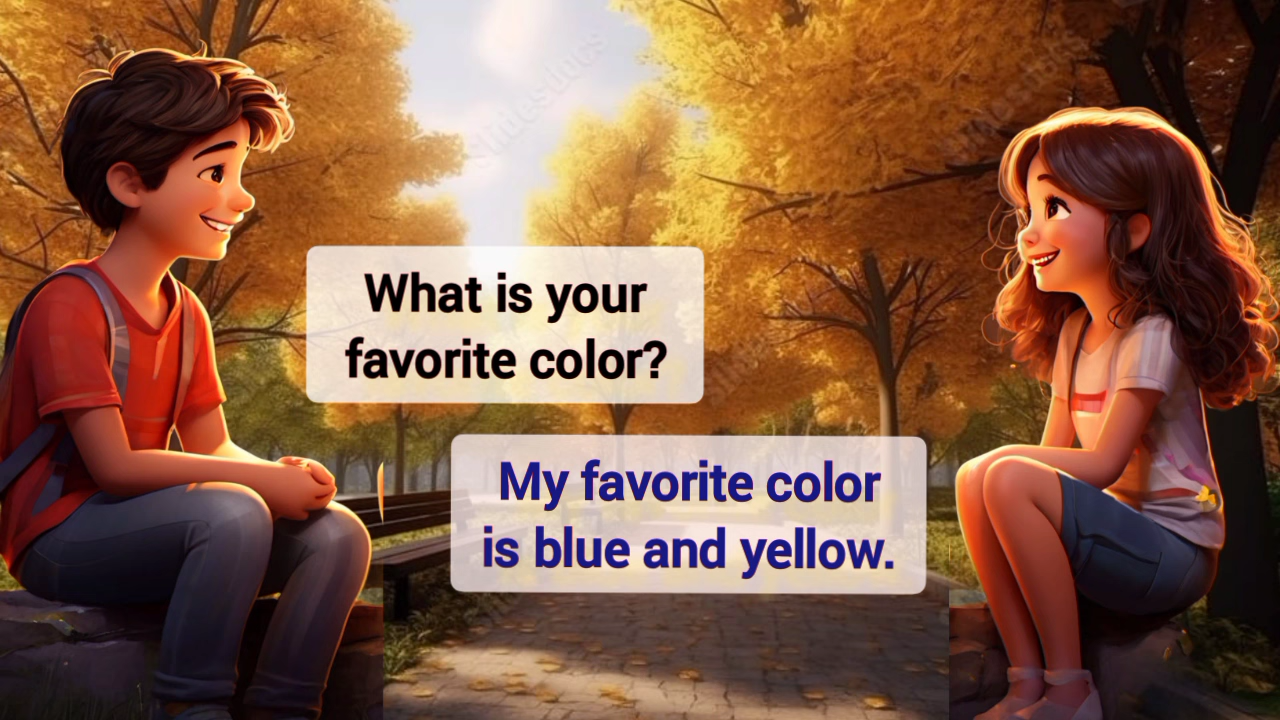 What is your
favorite color?
My favorite color
is blue and yellow.